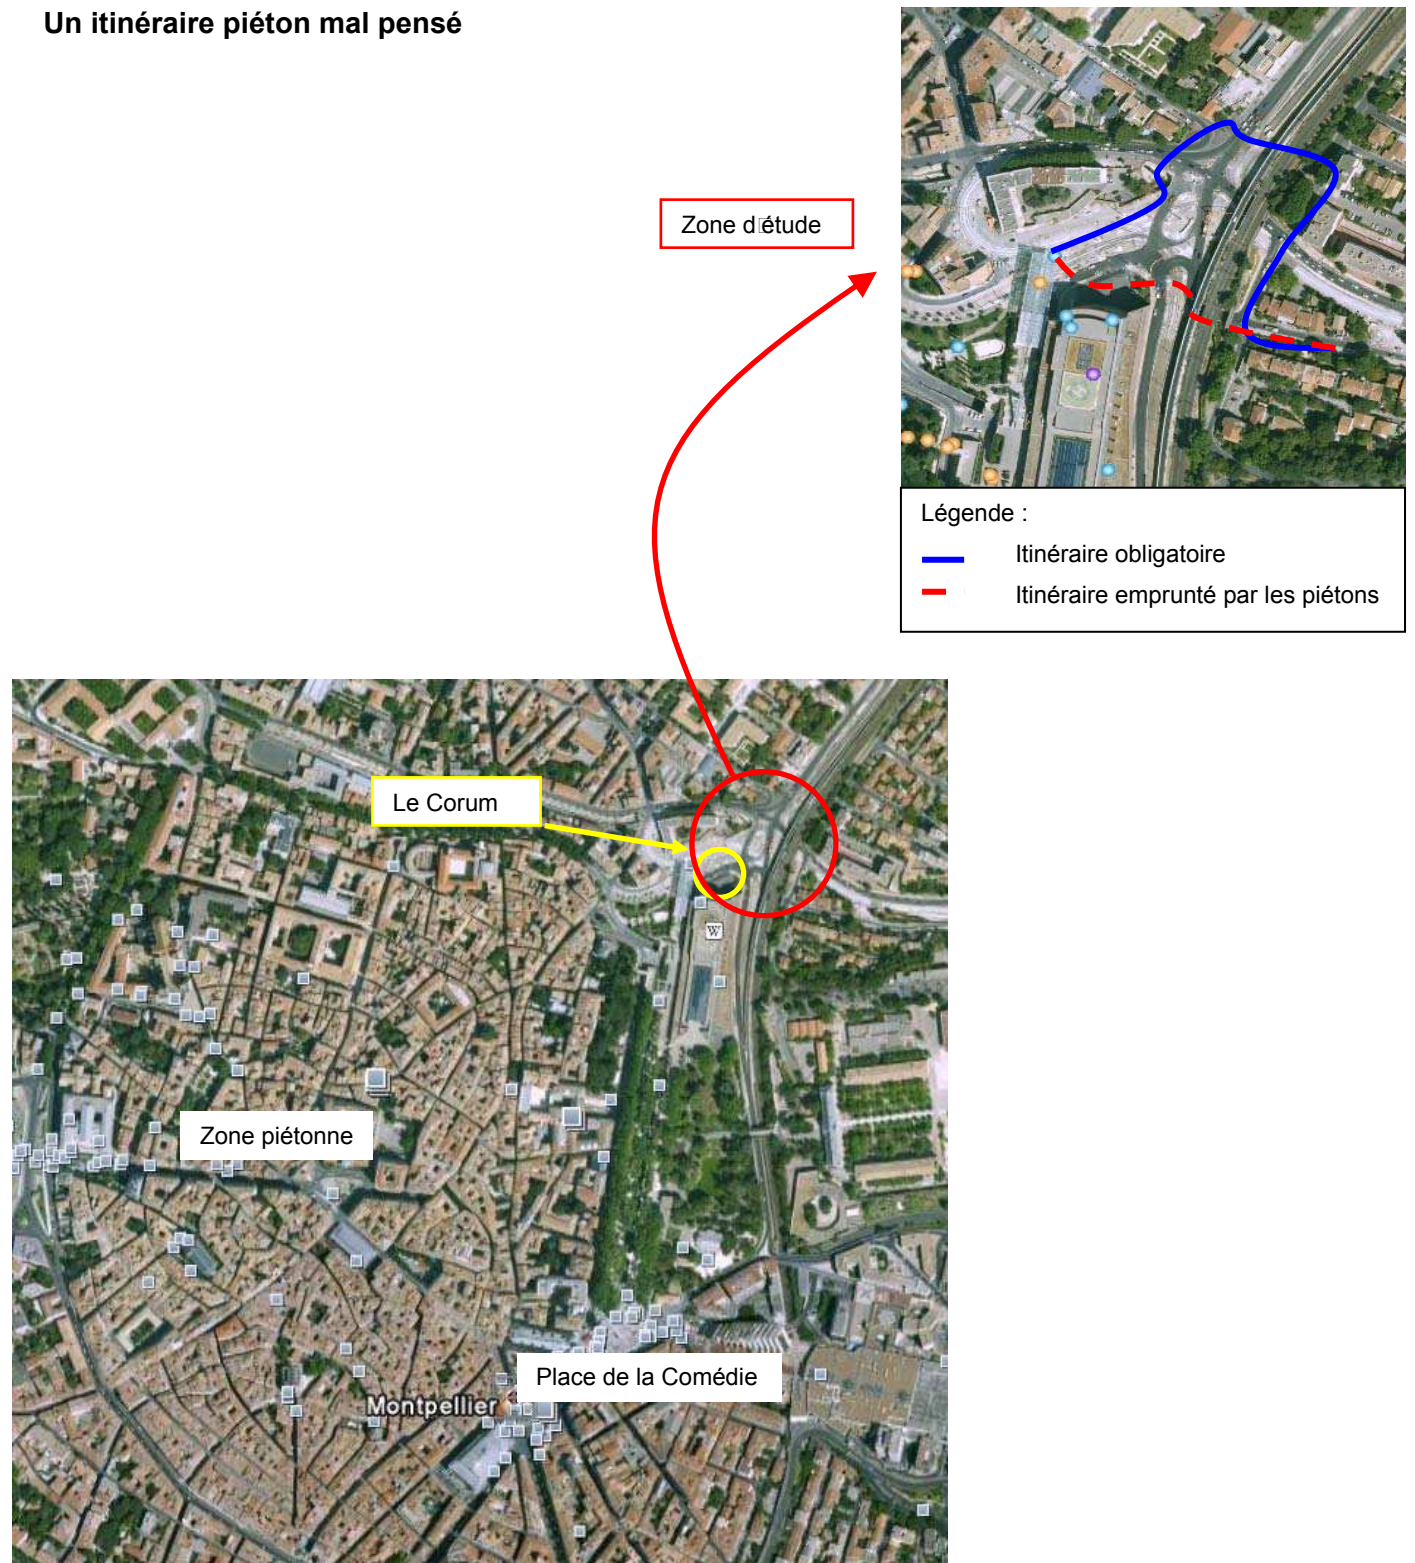 Un itinéraire piéton mal pensé
Zone d□étude
Légende :
Itinéraire obligatoire
Itinéraire emprunté par les piétons
Le Corum
W
Zone piétonne
Place de la Comédie
Montpellier